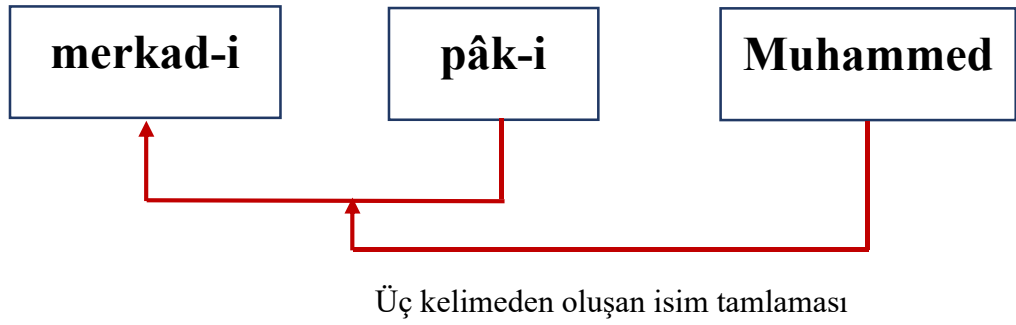 merkad-i pâk-i Muhammed
Üç kelimeden oluşan isim tamlaması